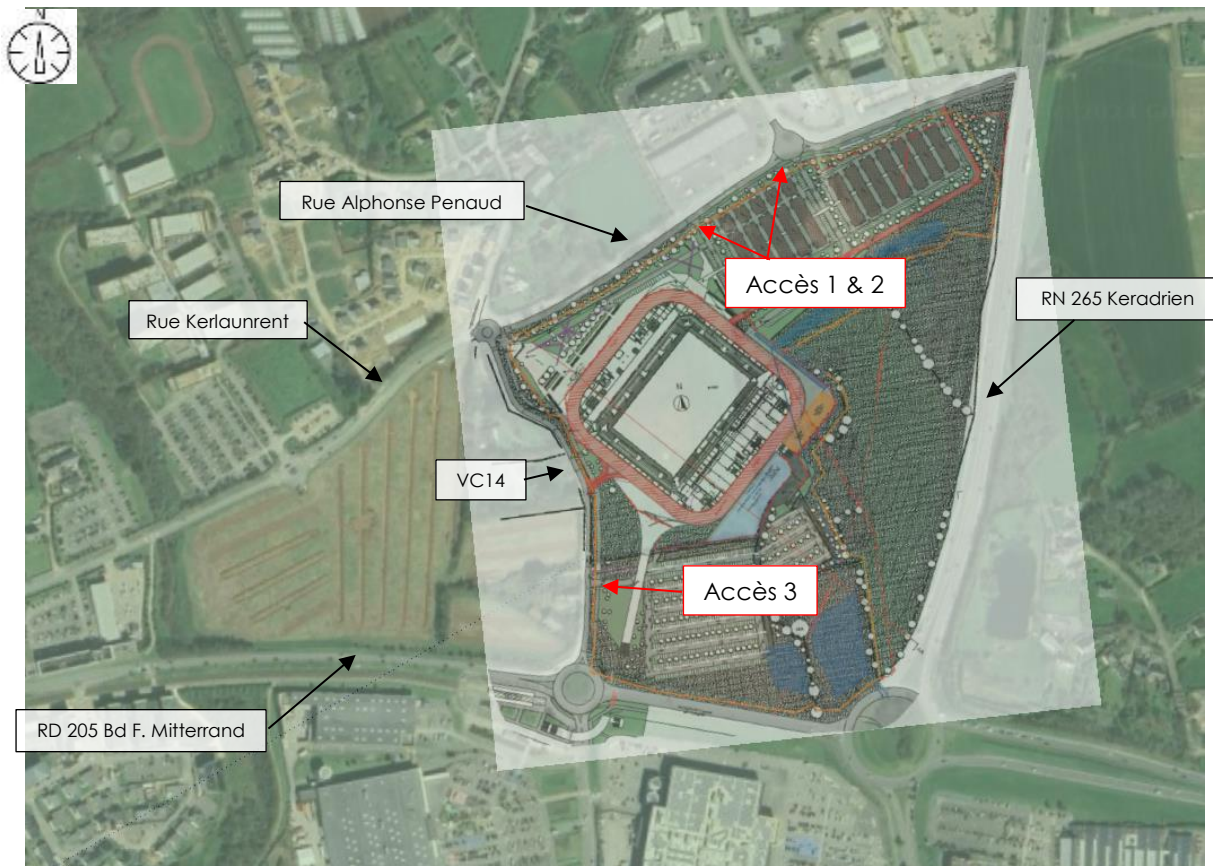 N
Rue Alphonse Penaud
Accès 1 & 2
RN 265 Keradrien
Rue Kerlaunrent
VC14
Accès 3
RD 205 Bd F. Mitterrand